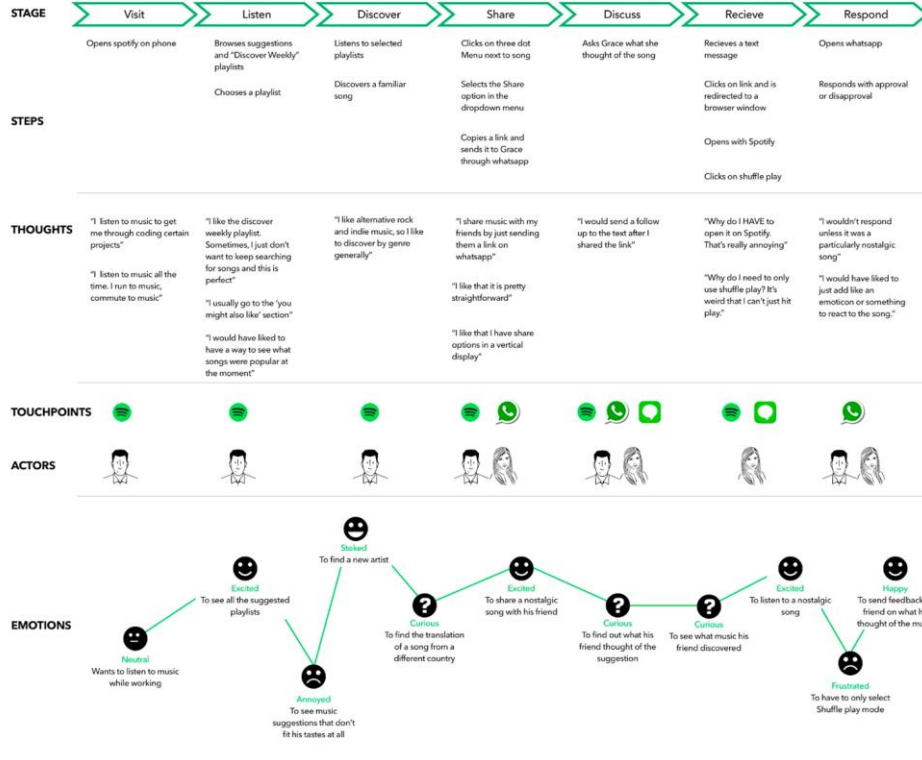 STAGE
Visit
Listen
Discover
Share
Discuss
Recieve
Respond
STEPS
Opens spotify on phone
Browses suggestions
and "Discover Weekly"
playlists
Chooses a playlist
Listens to selected
playlists
Discovers a familiar
song
Clicks on three dot
Menu next to song
Selects the Share
option in the
dropdown menu
Copies a link and
sends it to Grace
through whatsapp
Asks Grace what she
thought of the song
Recieves a text
message
Clicks on link and is
redirected to a
browser window
Opens with Spotify
Clicks on shuffle play
Opens whatsapp
Responds with approval
or disapproval
THOUGHTS
"I listen to music to get
me through coding certain
projects"
"I listen to music all the
time. I run to music,
commute to music"
"I like the discover
weekly playlist.
Sometimes, I just don't
want to keep searching
for songs and this is
perfect"
"I usually go to the 'you
might also like' section"
"I would have liked to
have a way to see what
songs were popular at
the moment"
"I like alternative rock
and indie music, so I like
to discover by genre
generally"
"I share music with my
friends by just sending
them a link on
whatsapp"
"I like that it is pretty
straightforward"
"I like that I have share
options in a vertical
display"
"I would send a follow
up to the text after I
shared the link"
"Why do I HAVE to
open it on Spotify.
That's really annoying"
"Why do I need to only
use shuffle play? It's
weird that I can't just hit
play."
"I wouldn't respond
unless it was a
particularly nostalgic
song"
"I would have liked to
just add like an
emoticon or something
to react to the song."
TOUCHPOINTS
ACTORS
EMOTIONS
Neutral
Wants to listen to music
while working
Excited
To see all the suggested
playlists
Annoyed
To see music
suggestions that don't
fit his tastes at all
Stoked
To find a new artist
?
Curious
To find the translation
of a song from a
different country
Excited
To share a nostalgic
song with his friend
?
Curious
To find out what his
friend thought of the
suggestion
?
Curious
To see what music his
friend discovered
Excited
To listen to a nostalgic
song
Frustrated
To have to only select
Shuffle play mode
Happy
To send feedback
friend on what
thought of the